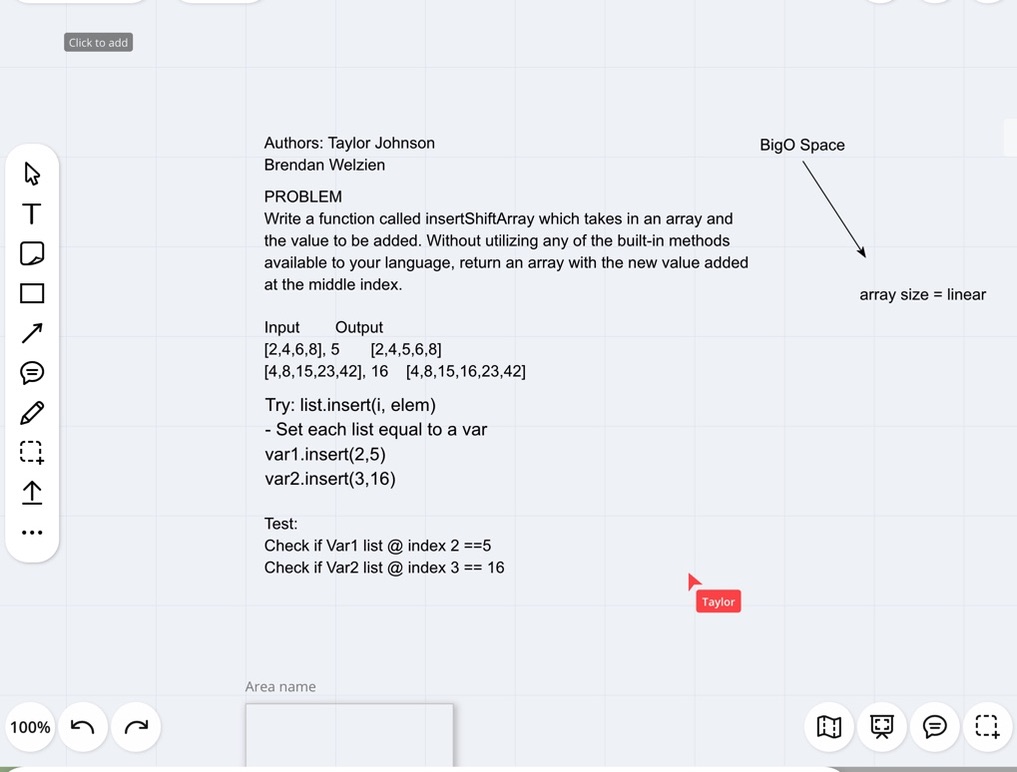 Click to add
Authors: Taylor Johnson
Brendan Welzien
PROBLEM
Write a function called insertShiftArray which takes in an array and
the value to be added. Without utilizing any of the built-in methods
available to your language, return an array with the new value added
at the middle index.
Input Output
[2,4,6,8], 5 [2,4,5,6,8]
[4,8,15,23,42], 16 [4,8,15,16,23,42]
Try: list.insert(i, elem)
- Set each list equal to a var
var1.insert(2,5)
var2.insert(3,16)
Test:
Check if Var1 list @ index 2 ==5
Check if Var2 list @ index 3 == 16
BigO Space
array size = linear
Taylor
Area name
100%